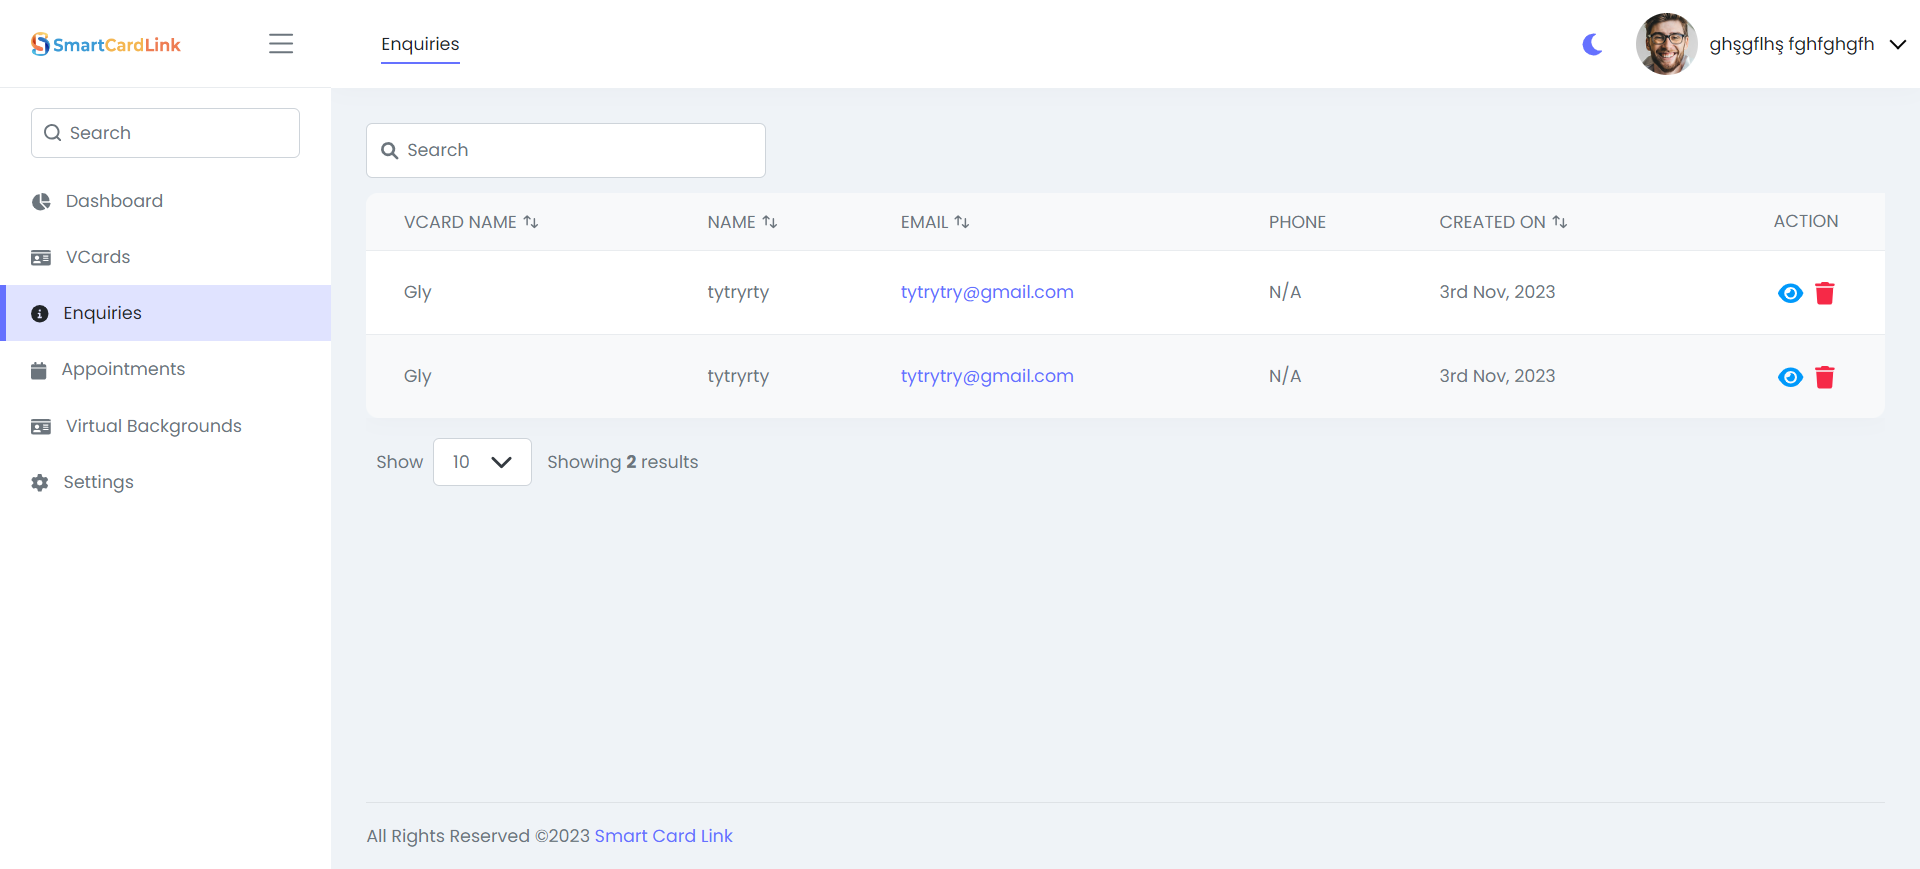 SmartCardLink
Enquiries
ghşgflhş fghfghgfh
Search
Dashboard
VCards
Enquiries
Appointments
Virtual Backgrounds
Settings
Search
VCARD NAME NAME EMAIL PHONE CREATED ON ACTION
Gly tytryrty tytrytry@gmail.com N/A 3rd Nov, 2023
Gly tytryrty tytrytry@gmail.com N/A 3rd Nov, 2023
Show 10 Showing 2 results
All Rights Reserved ©2023 Smart Card Link